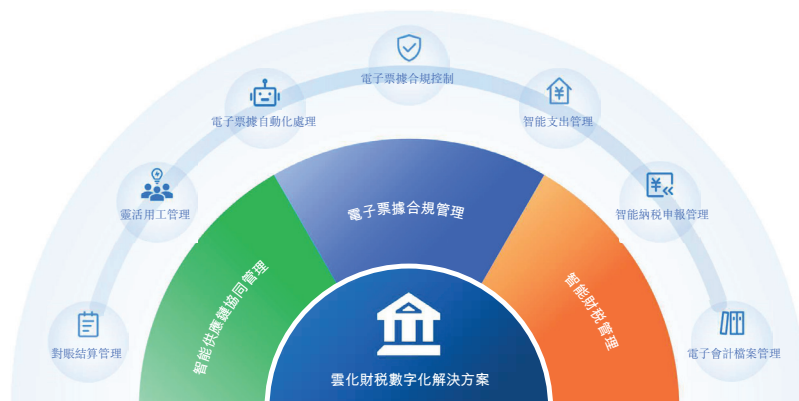 電子票據合規控制
電子票據自動化處理
智能支出管理
靈活用工管理
智能納税申報管理
對賬結算管理
電子會計檔案管理
智能供應鏈協同管理
電子票據合規管理
智能財税管理
雲化財税數字化解決方案